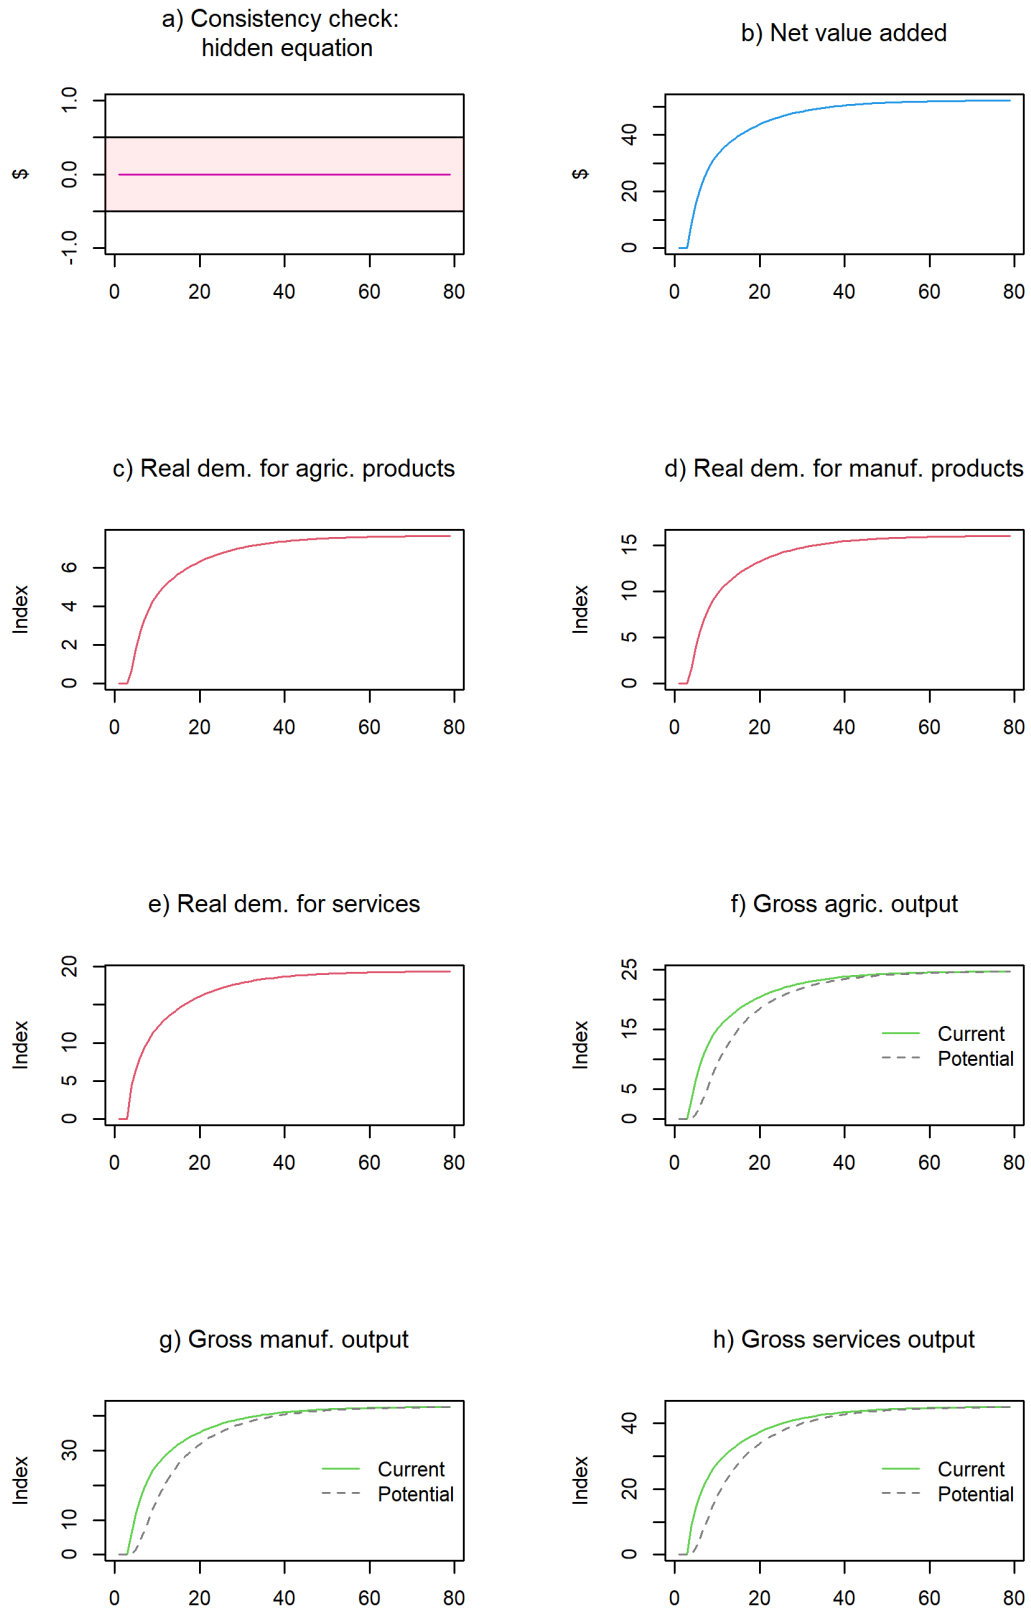 a) Consistency check:
hidden equation
$
1.0
0.0
-1.0
0 20 40 60 80
b) Net value added
$
40
20
0
0 20 40 60 80
c) Real dem. for agric. products
Index
6
4
2
0
0 20 40 60 80
d) Real dem. for manuf. products
Index
15
10
5
0
0 20 40 60 80
e) Real dem. for services
Index
20
10
5
0
0 20 40 60 80
f) Gross agric. output
Index
25
15
5
0
Current
Potential
0 20 40 60 80
g) Gross manuf. output
Index
30
10
0
Current
Potential
0 20 40 60 80
h) Gross services output
Index
40
20
0
Current
Potential
0 20 40 60 80